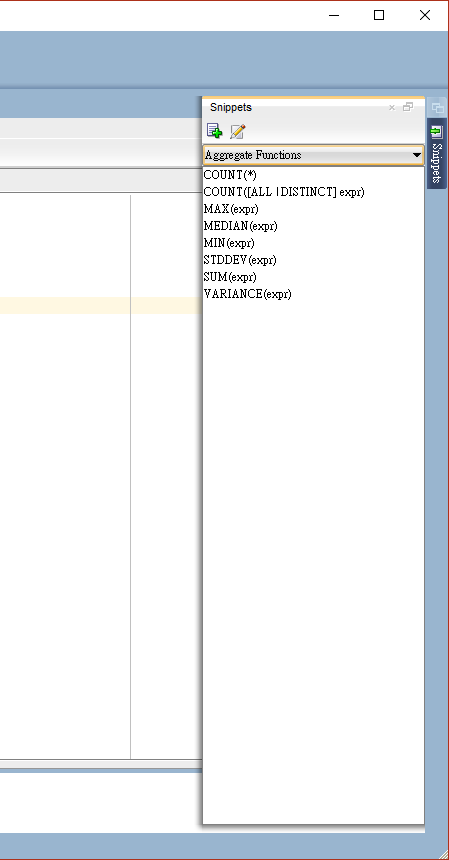 Snippets
Aggregate Functions
COUNT(*)
COUNT([ALL | DISTINCT] expr)
MAX(expr)
MEDIAN(expr)
MIN(expr)
STDDEV(expr)
SUM(expr)
VARIANCE(expr)
Snippets